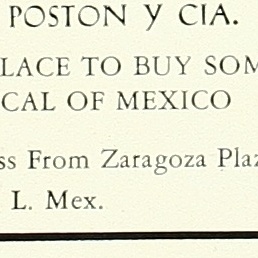 POSTON y CIA.
LACE TO BUY SOM
CAL OF MEXICO
ss From Zaragoza Plaz
L. Mex.